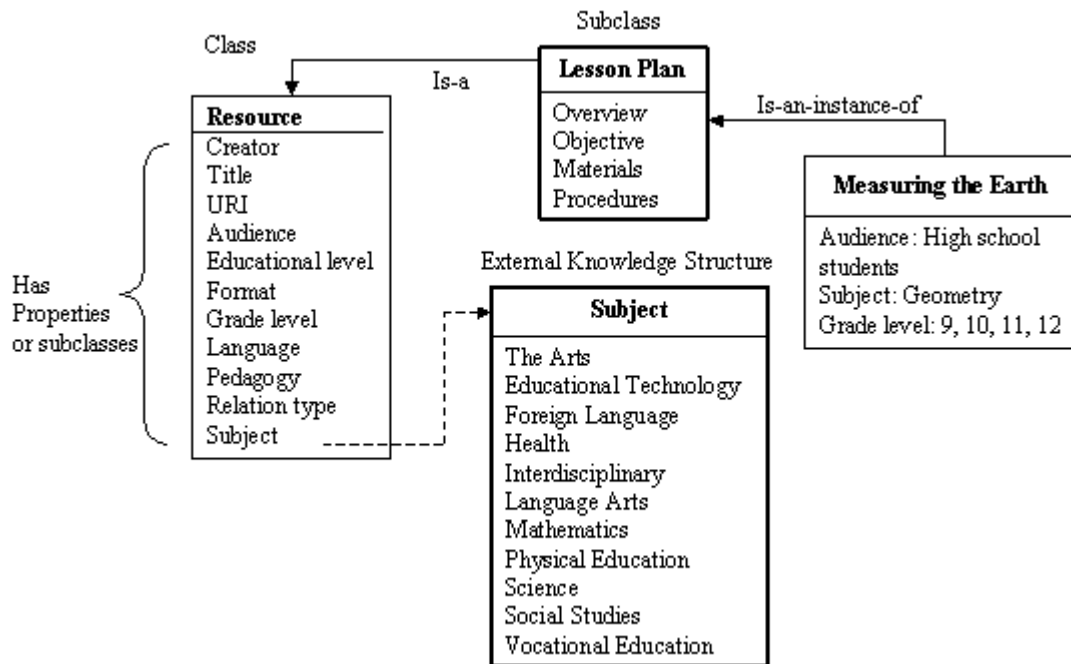 Subclass
Class
Is-a
Lesson Plan
Overview
Objective
Materials
Procedures
Is-an-instance-of
Resource
Creator
Title
URI
Audience
Educational level
Format
Grade level
Language
Pedagogy
Relation type
Subject
Has
Properties
or subclasses
Measuring the Earth
Audience: High school
students
Subject: Geometry
Grade level: 9, 10, 11, 12
External Knowledge Structure
Subject
The Arts
Educational Technology
Foreign Language
Health
Interdisciplinary
Language Arts
Mathematics
Physical Education
Science
Social Studies
Vocational Education